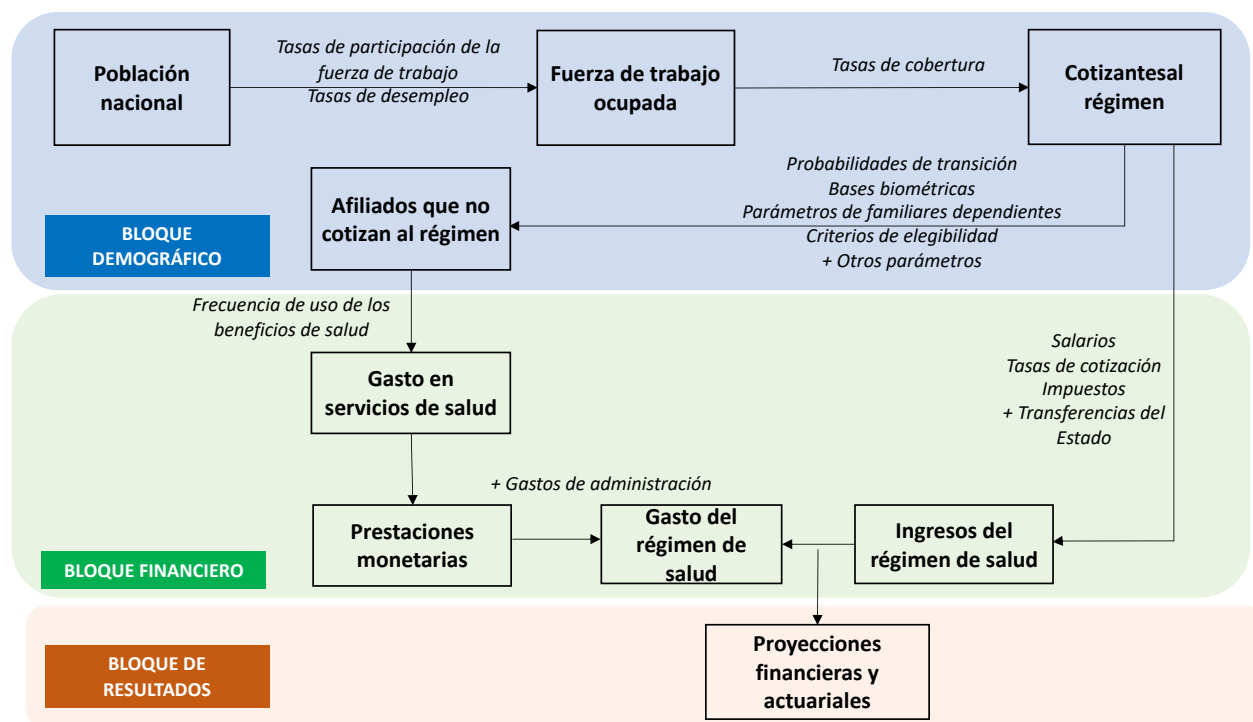 Población
nacional
Tasas de participación de la
fuerza de trabajo
Tasas de desempleo
Fuerza de trabajo
ocupada
Tasas de cobertura
Cotizantesal
régimen
Probabilidades de transición
Bases biométricas
Parámetros de familiares dependientes
Criterios de elegibilidad
+ Otros parámetros
Afiliados que no
cotizan al régimen
BLOQUE
DEMOGRÁFICO
Frecuencia de uso de los
beneficios de salud
Gasto en
servicios de salud
Salarios
Tasas de cotización
Impuestos
+ Transferencias del
Estado
+ Gastos de administración
Prestaciones
monetarias
Gasto del
régimen de
salud
Ingresos del
régimen de salud
BLOQUE FINANCIERO
BLOQUE DE
RESULTADOS
Proyecciones
financieras y
actuariales